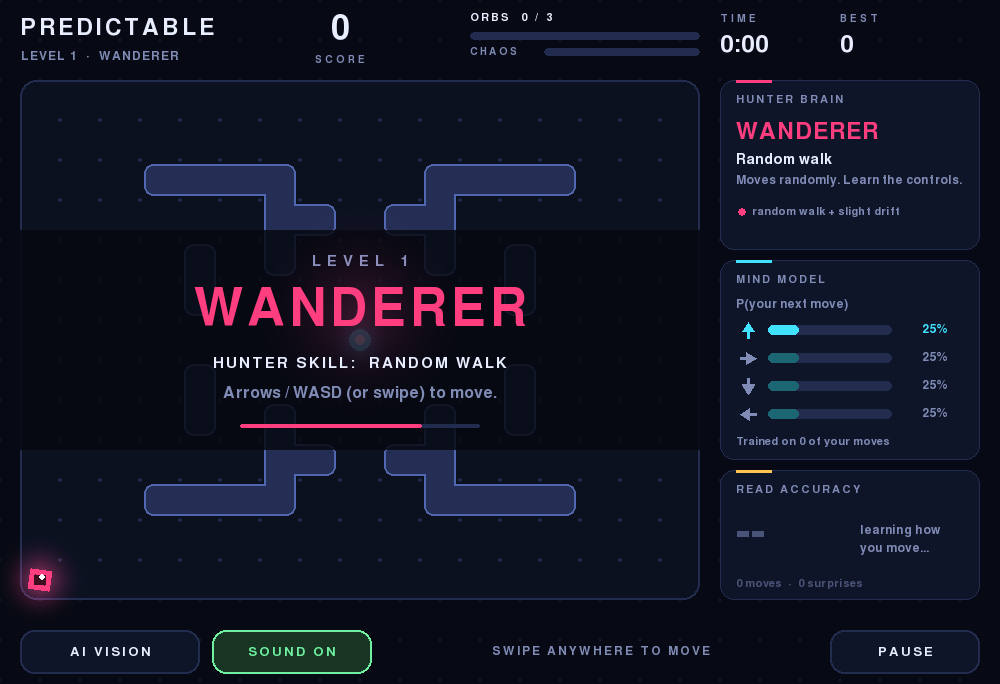 PREDICTABLE
LEVEL 1 · WANDERER
0
SCORE
ORBS 0 / 3
CHAOS
TIME
0:00
BEST
0
LEVEL 1
WANDERER
HUNTER SKILL: RANDOM WALK
Arrows / WASD (or swipe) to move.
HUNTER BRAIN
WANDERER
Random walk
Moves randomly. Learn the controls.
random walk + slight drift
MIND MODEL
P(your next move)
25%
25%
25%
25%
Trained on 0 of your moves
READ ACCURACY
--
learning how
you move...
0 moves · 0 surprises
AI VISION
SOUND ON
SWIPE ANYWHERE TO MOVE
PAUSE